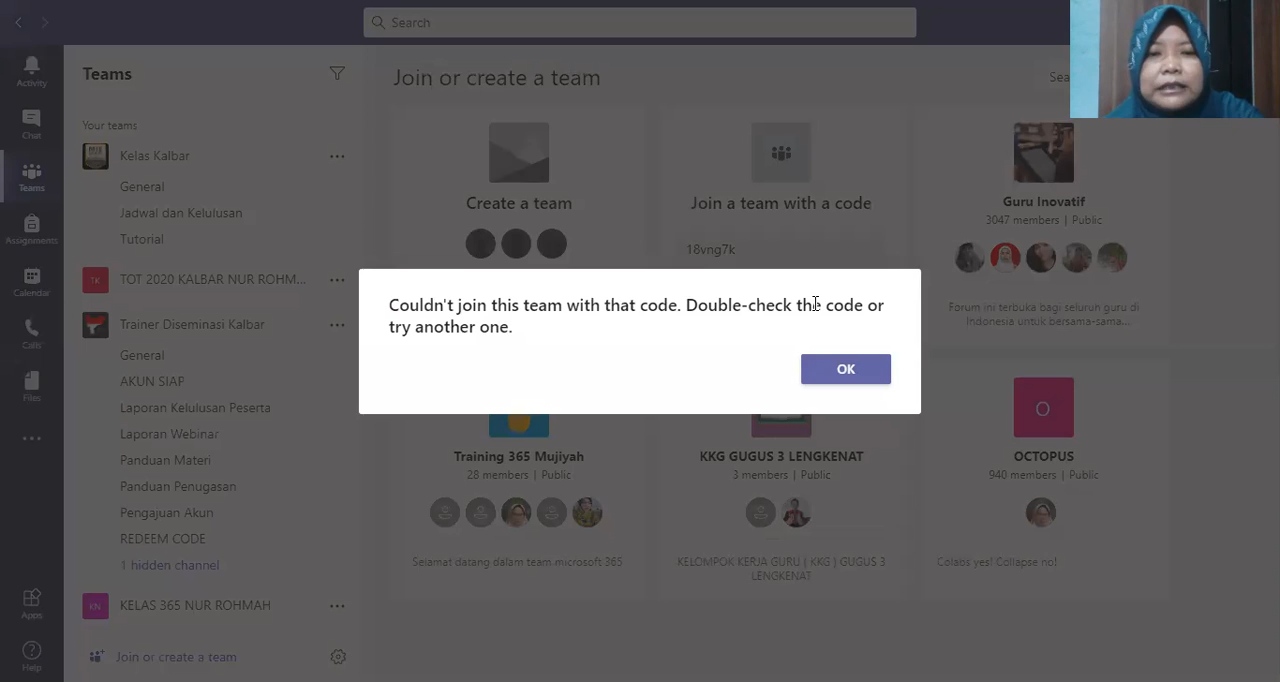 Search
Activity
Chat
Teams
Assignments
Calendar
Calls
Files
Apps
Help
Teams
Your teams
Kelas Kalbar
General
Jadwal dan Kelulusan
Tutorial
TK
TOT 2020 KALBAR NUR ROHM...
Trainer Diseminasi Kalbar
General
AKUN SIAP
Laporan Kelulusan Peserta
Laporan Webinar
Panduan Materi
Panduan Penugasan
Pengajuan Akun
REDEEM CODE
1 hidden channel
KN
KELAS 365 NUR ROHMAH
Join or create a team
Join or create a team
Create a team
Join a team with a code
18vng7k
Guru Inovatif
3047 members | Public
Forum ini terbuka bagi seluruh guru di
Indonesia untuk bersama-sama...
Couldn't join this team with that code. Double-check the code or
try another one.
OK
Training 365 Mujiyah
28 members | Public
Selamat datang dalam team microsoft 365
KKG GUGUS 3 LENGKENAT
3 members | Public
KELOMPOK KERJA GURU ( KKG ) GUGUS 3
LENGKENAT
O
OCTOPUS
940 members | Public
Colabs yes! Collapse no!